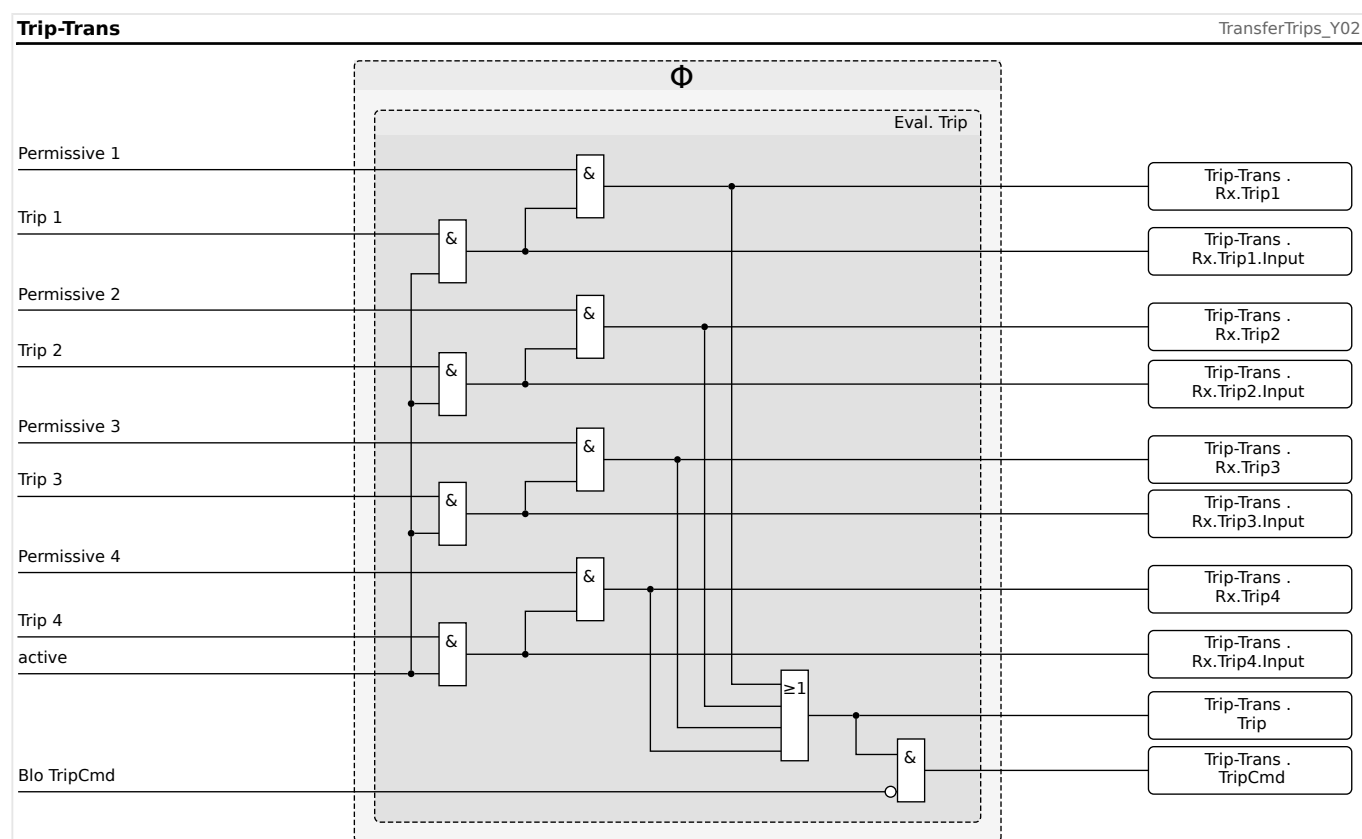 Trip-Trans
TransferTrips_Y02
Φ
Eval. Trip
Permissive 1
&
Trip-Trans .
Rx.Trip1
Trip 1
&
Trip-Trans .
Rx.Trip1.Input
Permissive 2
&
Trip-Trans .
Rx.Trip2
Trip 2
&
Trip-Trans .
Rx.Trip2.Input
Permissive 3
&
Trip-Trans .
Rx.Trip3
Trip 3
&
Trip-Trans .
Rx.Trip3.Input
Permissive 4
&
Trip-Trans .
Rx.Trip4
Trip 4
&
Trip-Trans .
Rx.Trip4.Input
active
≥1
Trip-Trans .
Trip
&
Trip-Trans .
TripCmd
Blo TripCmd